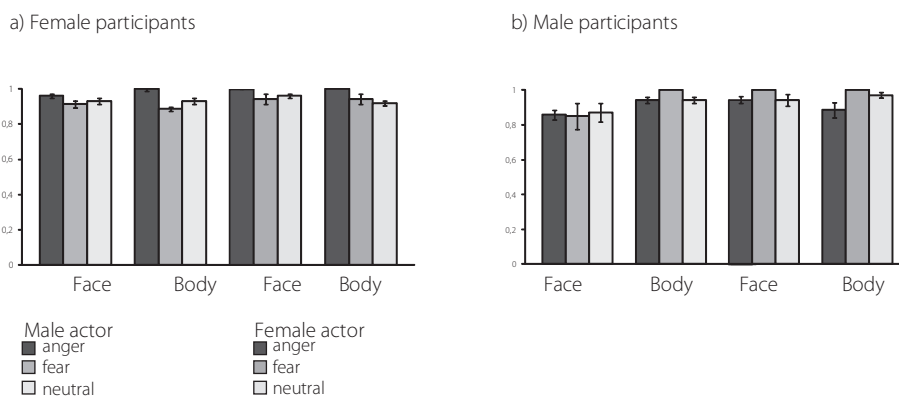 a) Female participants
b) Male participants
1
0,8
0,6
0,4
0,2
0
Face Body Face Body
1
0,8
0,6
0,4
0,2
0
Face Body Face Body
Male actor
anger
fear
neutral
Female actor
anger
fear
neutral